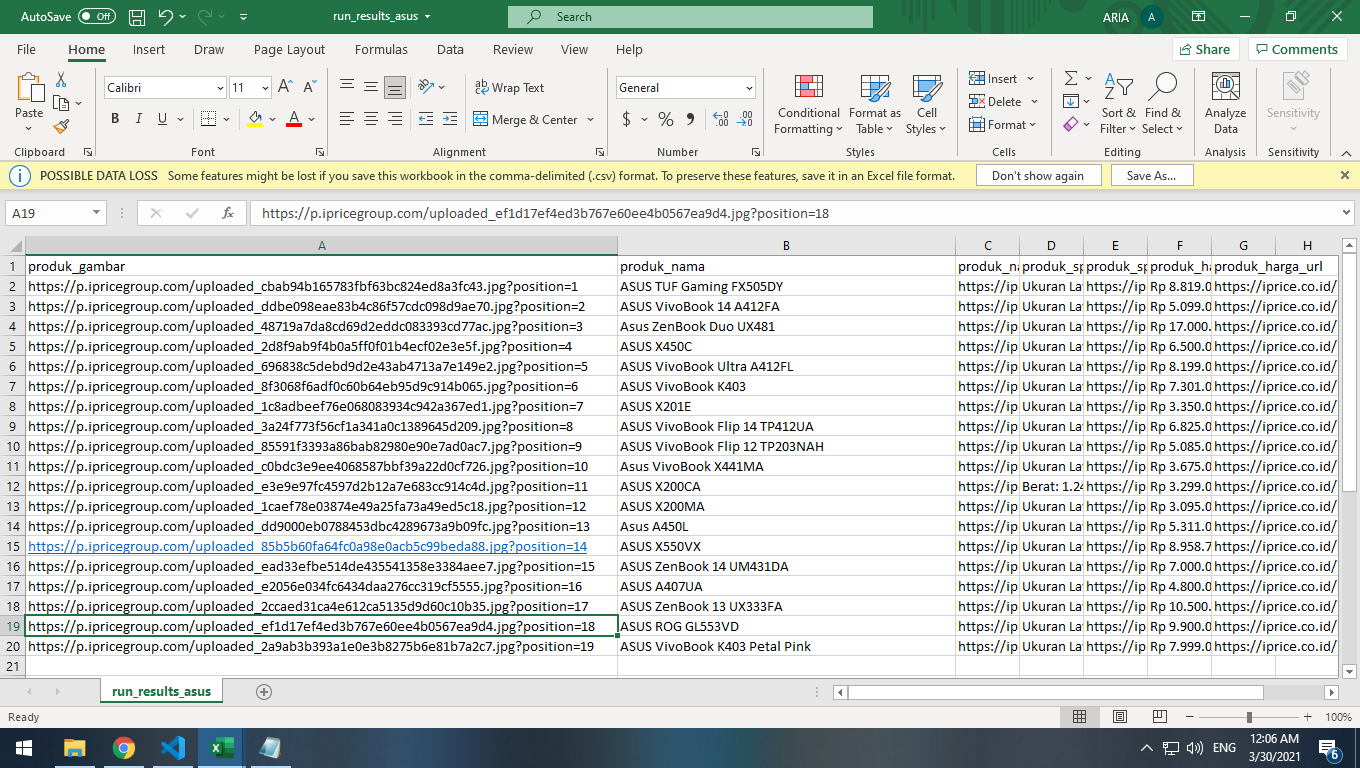 AutoSave Off run_results_asus Search ARIA A
File Home Insert Draw Page Layout Formulas Data Review View Help Share Comments
Paste Calibri 11 B I U Wrap Text Merge & Center General $ % Conditional Formatting Format as Table Cell Styles Insert Delete Format Sort & Filter Find & Select Analyze Data Sensitivity
Clipboard Font Alignment Number Styles Cells Editing Analysis Sensitivity
POSSIBLE DATA LOSS Some features might be lost if you save this workbook in the comma-delimited (.csv) format. To preserve these features, save it in an Excel file format. Don't show again Save As...
A19 fx https://p.ipricegroup.com/uploaded_ef1d17ef4ed3b767e60ee4b0567ea9d4.jpg?position=18
A B C D E F G H
1 produk_gambar produk_nama produk_na produk_sp produk_sp produk_ha produk_harga_url
2 https://p.ipricegroup.com/uploaded_cbab94b165783fbf63bc824ed8a3fc43.jpg?position=1 ASUS TUF Gaming FX505DY https://ip Ukuran La https://ip Rp 8.819.0 https://iprice.co.id/
3 https://p.ipricegroup.com/uploaded_ddbe098eae83b4c86f57cdc098d9ae70.jpg?position=2 ASUS VivoBook 14 A412FA https://ip Ukuran La https://ip Rp 5.099.0 https://iprice.co.id/
4 https://p.ipricegroup.com/uploaded_48719a7da8cd69d2eddc083393cd77ac.jpg?position=3 Asus ZenBook Duo UX481 https://ip Ukuran La https://ip Rp 17.000. https://iprice.co.id/
5 https://p.ipricegroup.com/uploaded_2d8f9ab9f4b0a5ff0f01b4ecf02e3e5f.jpg?position=4 ASUS X450C https://ip Ukuran La https://ip Rp 6.500.0 https://iprice.co.id/
6 https://p.ipricegroup.com/uploaded_696838c5debd9d2e43ab4713a7e149e2.jpg?position=5 ASUS VivoBook Ultra A412FL https://ip Ukuran La https://ip Rp 8.199.0 https://iprice.co.id/
7 https://p.ipricegroup.com/uploaded_8f3068f6adf0c60b64eb95d9c914b065.jpg?position=6 ASUS VivoBook K403 https://ip Ukuran La https://ip Rp 7.301.0 https://iprice.co.id/
8 https://p.ipricegroup.com/uploaded_1c8adbeef76e068083934c942a367ed1.jpg?position=7 ASUS X201E https://ip Ukuran La https://ip Rp 3.350.0 https://iprice.co.id/
9 https://p.ipricegroup.com/uploaded_3a24f773f56cf1a341a0c1389645d209.jpg?position=8 ASUS VivoBook Flip 14 TP412UA https://ip Ukuran La https://ip Rp 6.825.0 https://iprice.co.id/
10 https://p.ipricegroup.com/uploaded_85591f3393a86bab82980e90e7ad0ac7.jpg?position=9 ASUS VivoBook Flip 12 TP203NAH https://ip Ukuran La https://ip Rp 5.085.0 https://iprice.co.id/
11 https://p.ipricegroup.com/uploaded_c0bdc3e9ee4068587bbf39a22d0cf726.jpg?position=10 Asus VivoBook X441MA https://ip Ukuran La https://ip Rp 3.675.0 https://iprice.co.id/
12 https://p.ipricegroup.com/uploaded_e3e9e97fc4597d2b12a7e683cc914c4d.jpg?position=11 ASUS X200CA https://ip Berat: 1.24 https://ip Rp 3.299.0 https://iprice.co.id/
13 https://p.ipricegroup.com/uploaded_1caef78e03874e49a25fa73a49ed5c18.jpg?position=12 ASUS X200MA https://ip Ukuran La https://ip Rp 3.095.0 https://iprice.co.id/
14 https://p.ipricegroup.com/uploaded_dd9000eb0788453dbc4289673a9b09fc.jpg?position=13 Asus A450L https://ip Ukuran La https://ip Rp 5.311.0 https://iprice.co.id/
15 https://p.ipricegroup.com/uploaded_85b5b60fa64fc0a98e0acb5c99beda88.jpg?position=14 ASUS X550VX https://ip Ukuran La https://ip Rp 8.958.7 https://iprice.co.id/
16 https://p.ipricegroup.com/uploaded_ead33efbe514de435541358e3384aee7.jpg?position=15 ASUS ZenBook 14 UM431DA https://ip Ukuran La https://ip Rp 7.000.0 https://iprice.co.id/
17 https://p.ipricegroup.com/uploaded_e2056e034fc6434daa276cc319cf5555.jpg?position=16 ASUS A407UA https://ip Ukuran La https://ip Rp 4.800.0 https://iprice.co.id/
18 https://p.ipricegroup.com/uploaded_2ccaed31ca4e612ca5135d9d60c10b35.jpg?position=17 ASUS ZenBook 13 UX333FA https://ip Ukuran La https://ip Rp 10.500. https://iprice.co.id/
19 https://p.ipricegroup.com/uploaded_ef1d17ef4ed3b767e60ee4b0567ea9d4.jpg?position=18 ASUS ROG GL553VD https://ip Ukuran La https://ip Rp 9.900.0 https://iprice.co.id/
20 https://p.ipricegroup.com/uploaded_2a9ab3b393a1e0e3b8275b6e81b7a2c7.jpg?position=19 ASUS VivoBook K403 Petal Pink https://ip Ukuran La https://ip Rp 7.999.0 https://iprice.co.id/
21
run_results_asus
Ready 100%
ENG 12:06 AM 6
3/30/2021